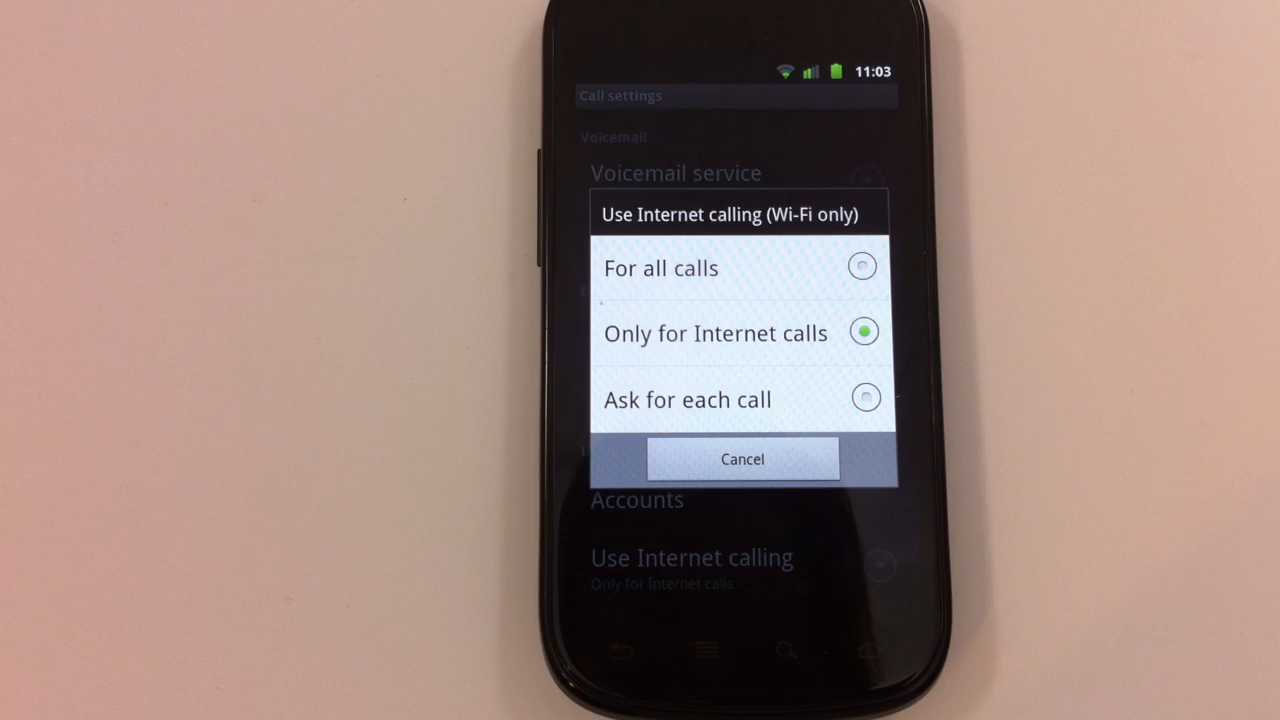 11:03
Call settings
Voicemail
Voicemail service
Use Internet calling (Wi-Fi only)
For all calls
Only for Internet calls
Ask for each call
Cancel
Accounts
Use Internet calling
Only for Internet calls